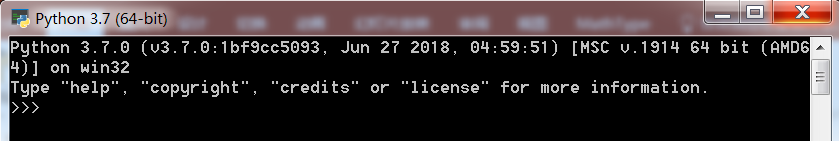 Python 3.7 (64-bit)
Python 3.7.0 (v3.7.0:1bf9cc5093, Jun 27 2018, 04:59:51) [MSC v.1914 64 bit (AMD6
4)] on win32
Type "help", "copyright", "credits" or "license" for more information.
>>>